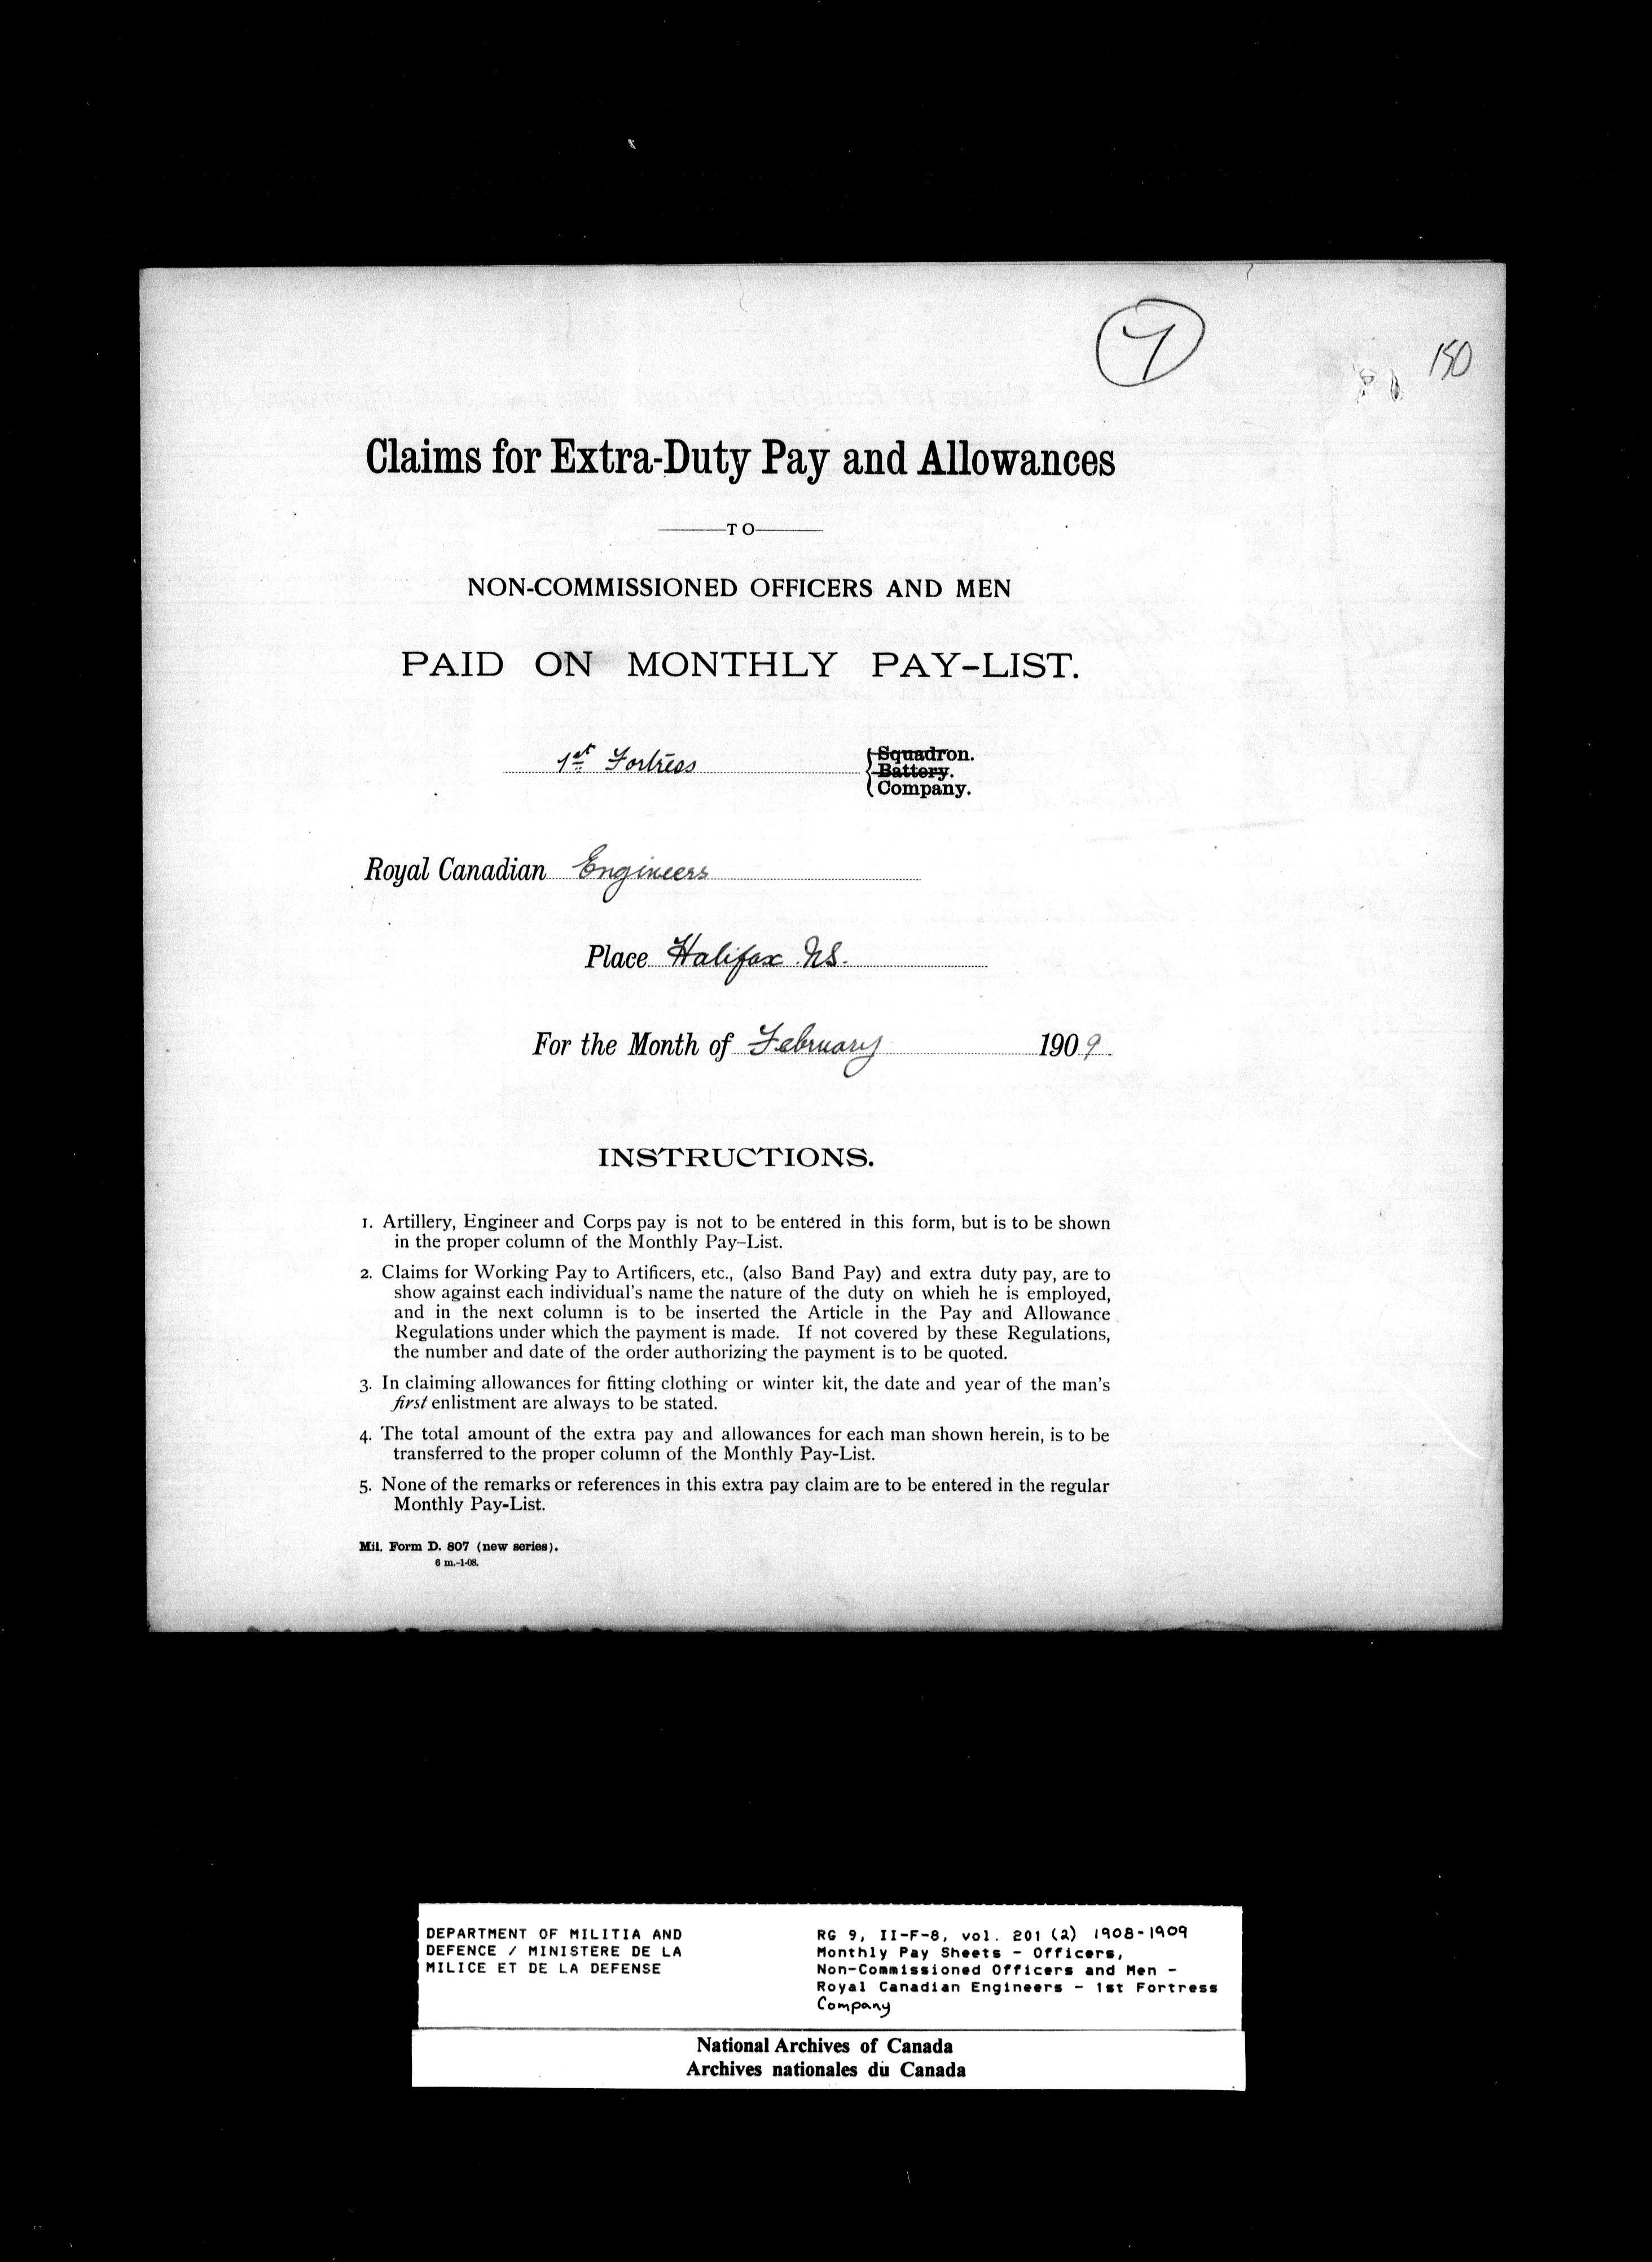 7
150
Claims for Extra-Duty Pay and Allowances
TO
NON-COMMISSIONED OFFICERS AND MEN
PAID ON MONTHLY PAY-LIST.
1st Fortress
Squadron.
Battery.
Company.
Royal Canadian Engineers
Place Halifax N.S.
For the Month of February 1909.
INSTRUCTIONS.
1. Artillery, Engineer and Corps pay is not to be entered in this form, but is to be shown
in the proper column of the Monthly Pay-List.
2. Claims for Working Pay to Artificers, etc., (also Band Pay) and extra duty pay, are to
show against each individual's name the nature of the duty on which he is employed,
and in the next column is to be inserted the Article in the Pay and Allowance
Regulations under which the payment is made. If not covered by these Regulations,
the number and date of the order authorizing the payment is to be quoted.
3. In claiming allowances for fitting clothing or winter kit, the date and year of the man's
first enlistment are always to be stated.
4. The total amount of the extra pay and allowances for each man shown herein, is to be
transferred to the proper column of the Monthly Pay-List.
5. None of the remarks or references in this extra pay claim are to be entered in the regular
Monthly Pay-List.
Mil. Form D. 807 (new series).
6 m.-1-08.
DEPARTMENT OF MILITIA AND
DEFENCE / MINISTERE DE LA
MILICE ET DE LA DEFENSE
RG 9, II-F-8, vol. 201 (2) 1908-1909
Monthly Pay Sheets - Officers,
Non-Commissioned Officers and Men -
Royal Canadian Engineers - 1st Fortress
Company
National Archives of Canada
Archives nationales du Canada